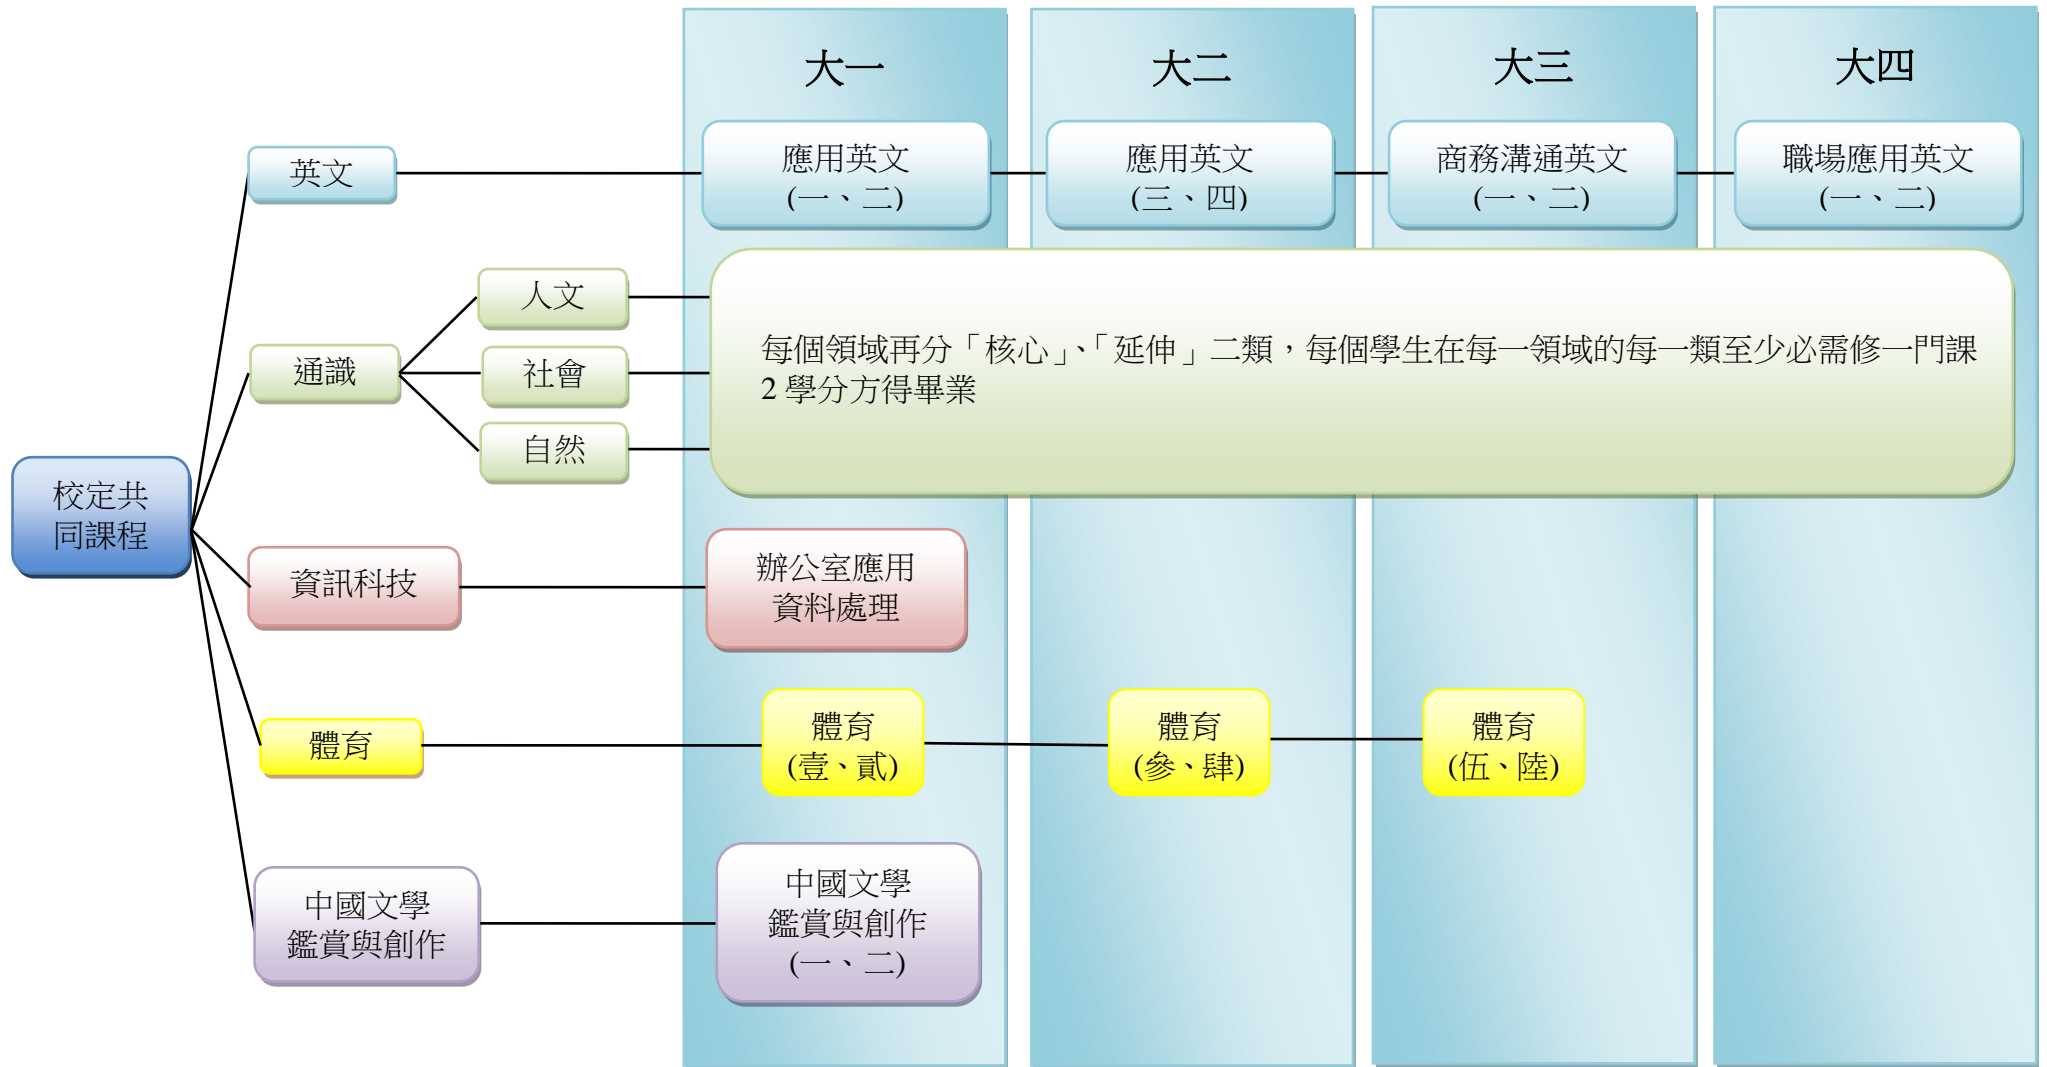 大一
大二
大三
大四
英文
應用英文
(一、二)
應用英文
(三、四)
商務溝通英文
(一、二)
職場應用英文
(一、二)
通識
人文
社會
自然
每個領域再分「核心」、「延伸」二類，每個學生在每一領域的每一類至少必需修一門課
2 學分方得畢業
校定共
同課程
資訊科技
辦公室應用
資料處理
體育
體育
(壹、貳)
體育
(參、肆)
體育
(伍、陸)
中國文學
鑑賞與創作
中國文學
鑑賞與創作
(一、二)